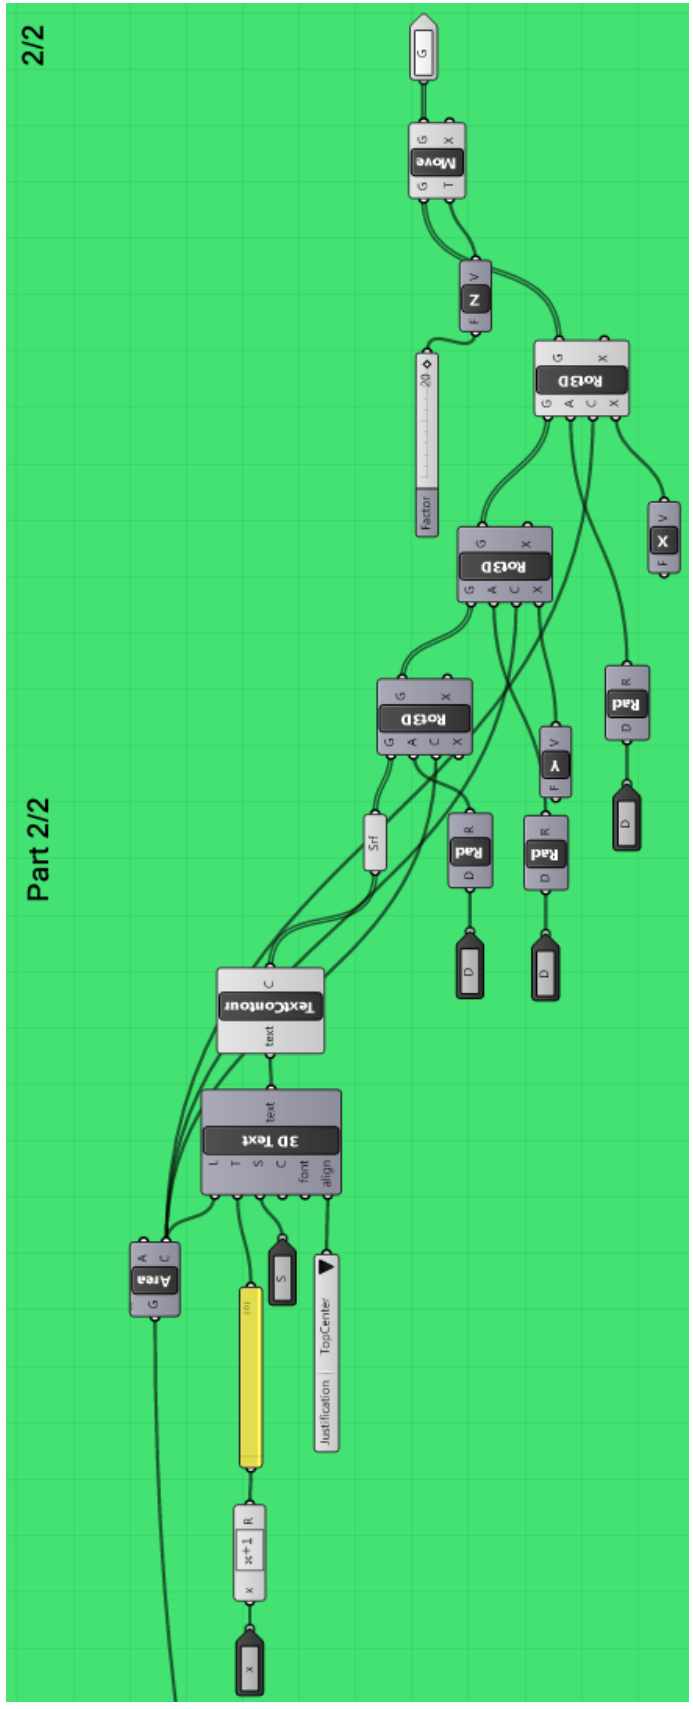 2/2
Part 2/2
G
Area
A
C
x
x+1
R
L
T
S
C
font
align
3D Text
text
S
Justification
TopCenter
text
TextContour
C
Srf
G
A
C
X
Rot3D
G
X
D
D
Rad
R
G
A
C
X
Rot3D
G
X
D
D
Rad
R
F
Y
V
Factor
20
F
Z
V
G
A
C
X
Rot3D
G
X
D
D
Rad
R
F
X
V
G
T
Move
G
X
G